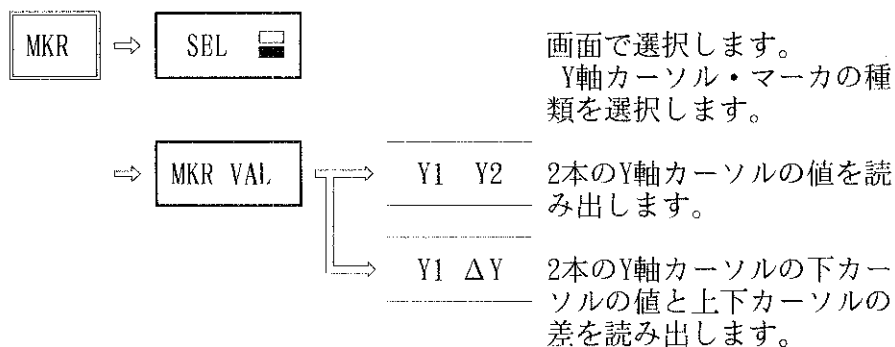 MKR ⇨ SEL 画面で選択します。
Y軸カーソル・マーカの種
類を選択します。
⇨ MKR VAL Y1 Y2 2本のY軸カーソルの値を読
み出します。
Y1 ΔY 2本のY軸カーソルの下カー
ソルの値と上下カーソルの
差を読み出します。